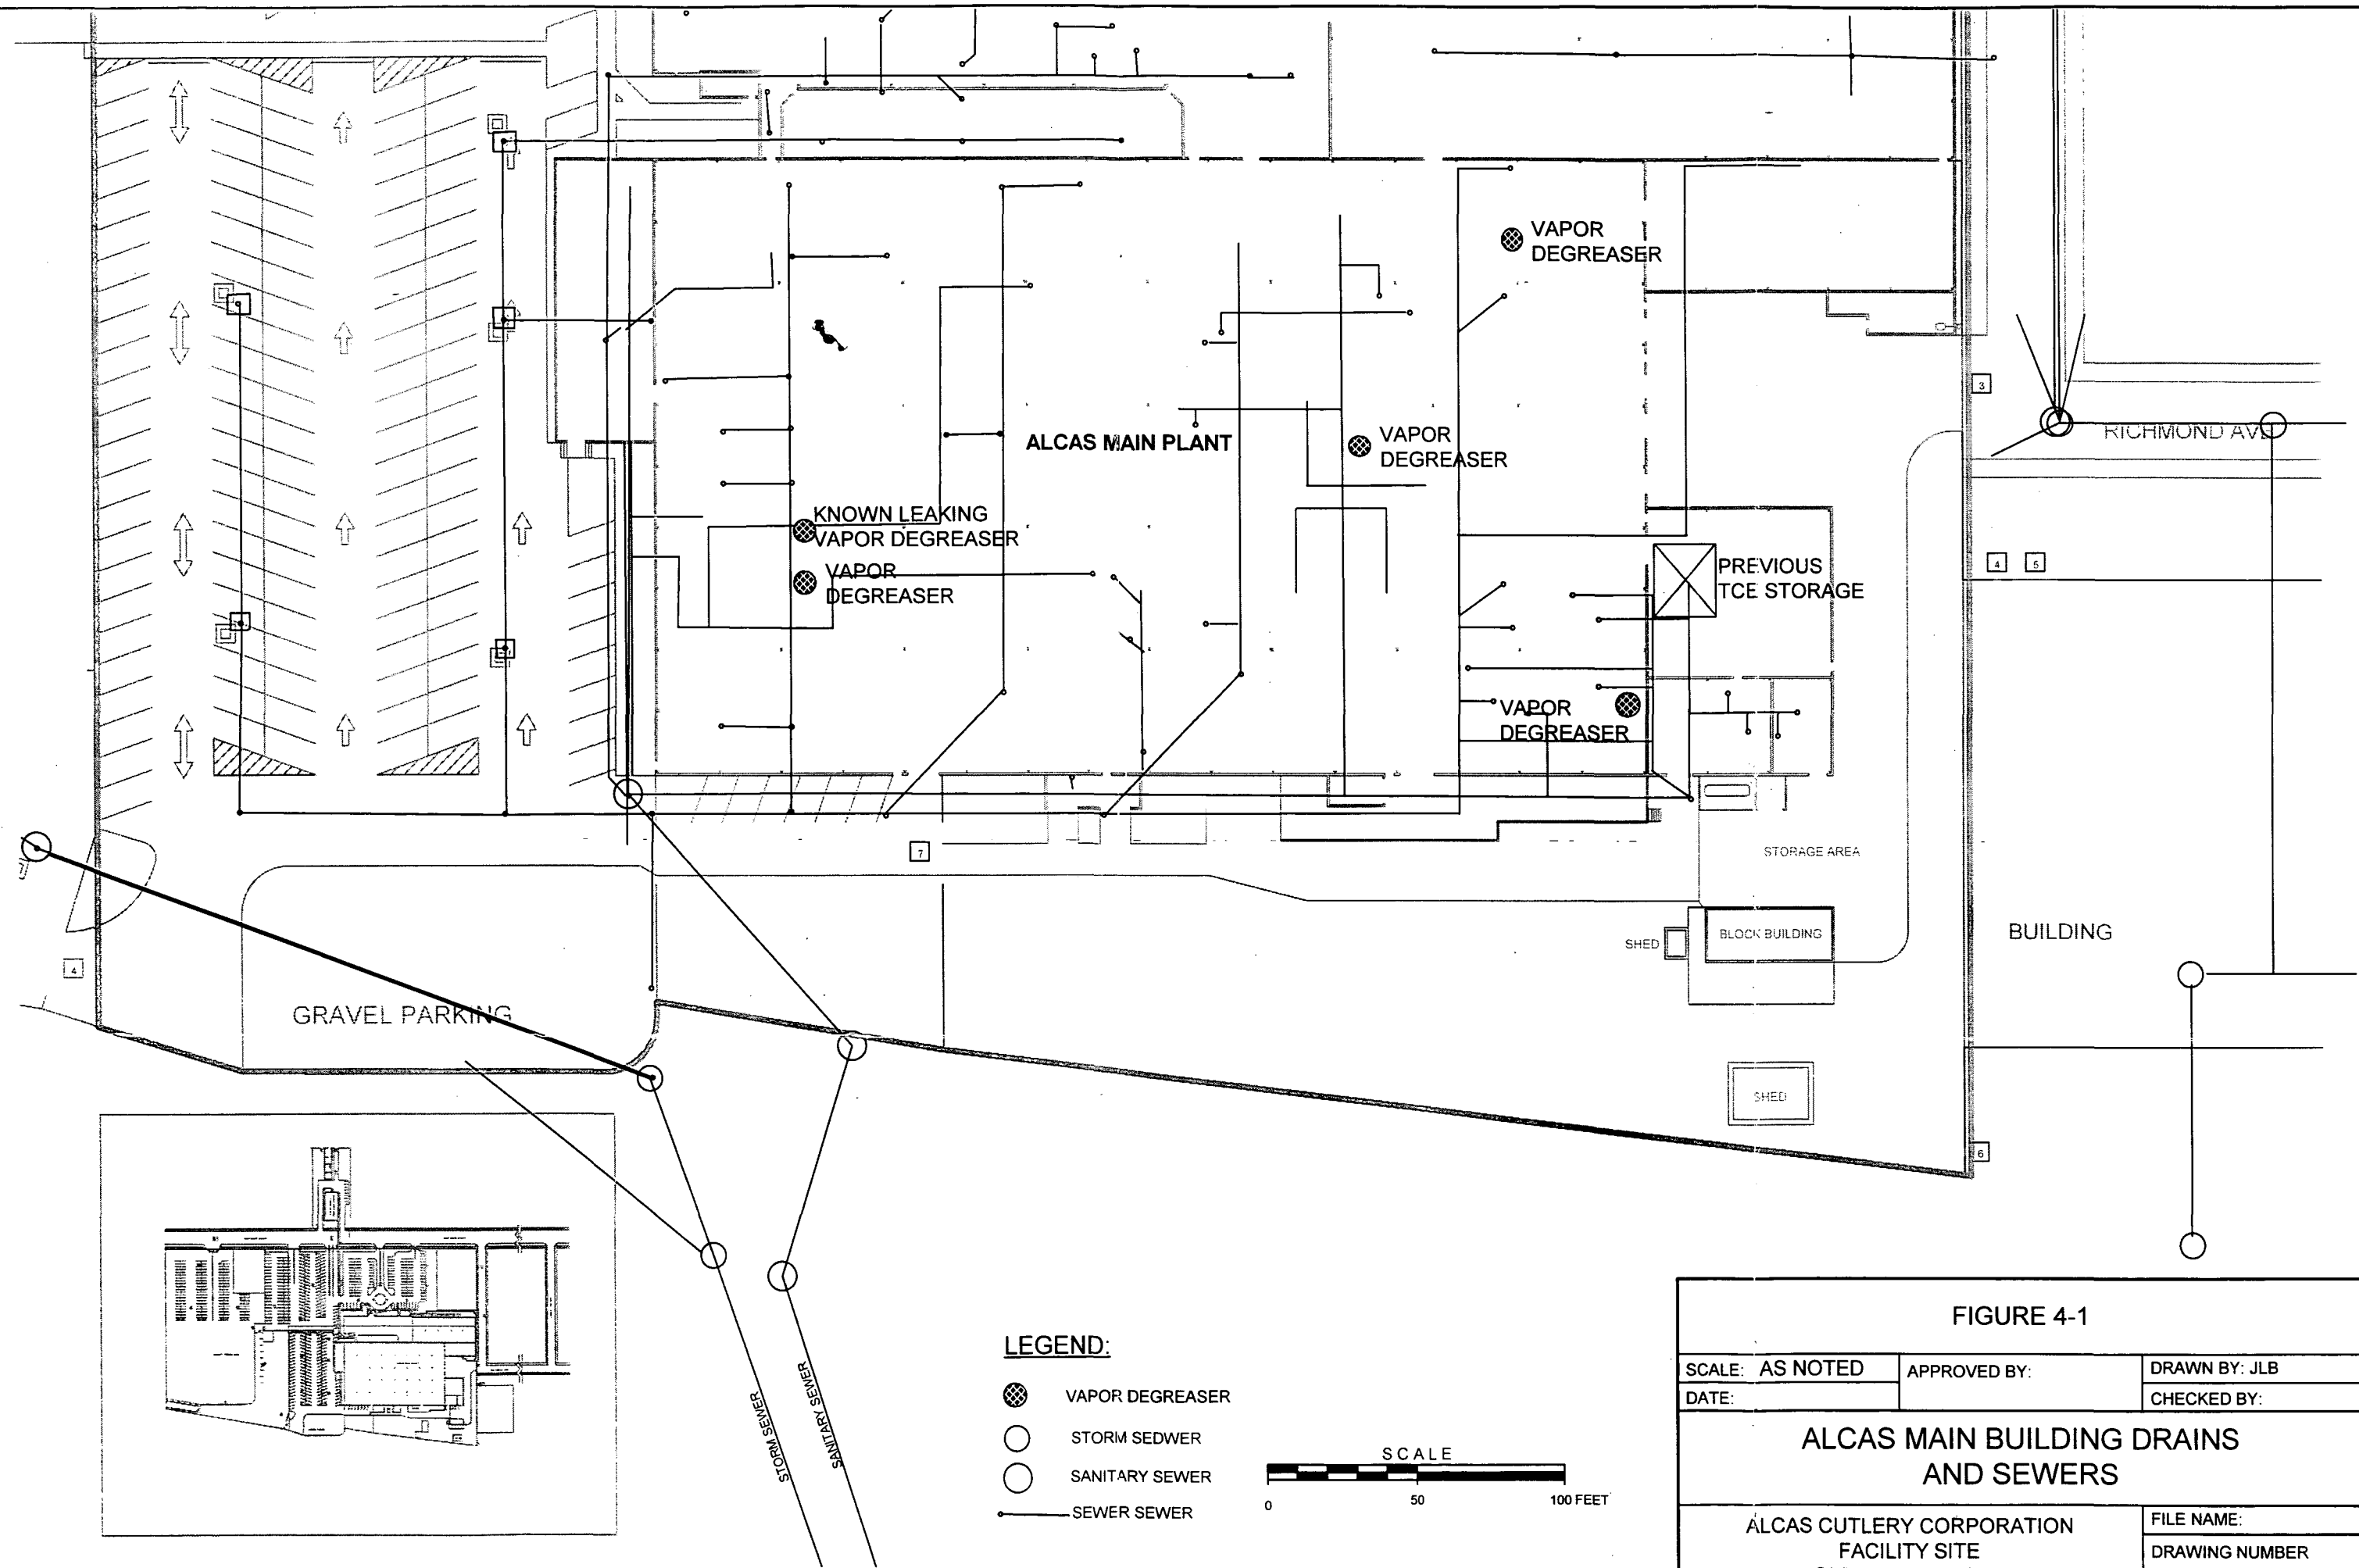 VAPOR
DEGREASER
3
RICHMOND AVE
ALCAS MAIN PLANT
VAPOR
DEGREASER
KNOWN LEAKING
VAPOR DEGREASER
VAPOR
DEGREASER
PREVIOUS
TCE STORAGE
4
5
VAPOR
DEGREASER
7
STORAGE AREA
SHED
BLOCK BUILDING
BUILDING
4
GRAVEL PARKING
SHED
6
STORM SEWER
SANITARY SEWER
LEGEND:
VAPOR DEGREASER
STORM SEDWER
SANITARY SEWER
SEWER SEWER
SCALE
0 50 100 FEET
FIGURE 4-1
SCALE: AS NOTED
APPROVED BY:
DRAWN BY: JLB
DATE:
CHECKED BY:
ALCAS MAIN BUILDING DRAINS
AND SEWERS
ALCAS CUTLERY CORPORATION
FACILITY SITE
FILE NAME:
DRAWING NUMBER